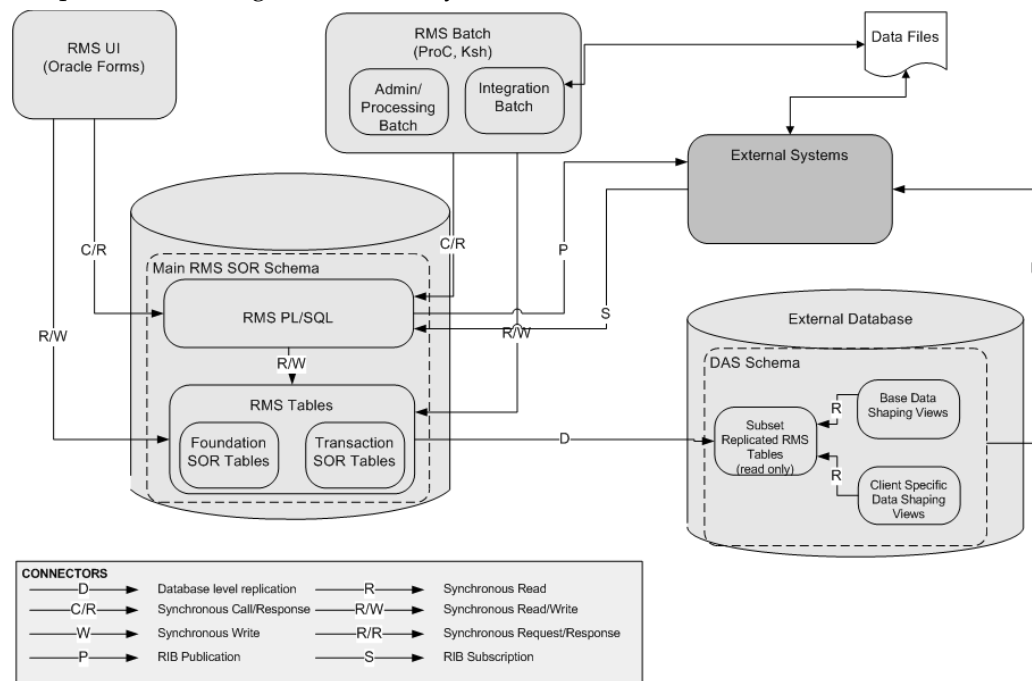 RMS UI
(Oracle Forms)
RMS Batch
(ProC, Ksh)
Admin/
Processing
Batch
Integration
Batch
Data Files
External Systems
C/R
R/W
C/R
P
S
R/W
Main RMS SOR Schema
RMS PL/SQL
R/W
RMS Tables
Foundation
SOR Tables
Transaction
SOR Tables
D
External Database
DAS Schema
Subset
Replicated RMS
Tables
(read only)
R
Base Data
Shaping Views
R
Client Specific
Data Shaping
Views
CONNECTORS
D Database level replication
R Synchronous Read
C/R Synchronous Call/Response
R/W Synchronous Read/Write
W Synchronous Write
R/R Synchronous Request/Response
P RIB Publication
S RIB Subscription